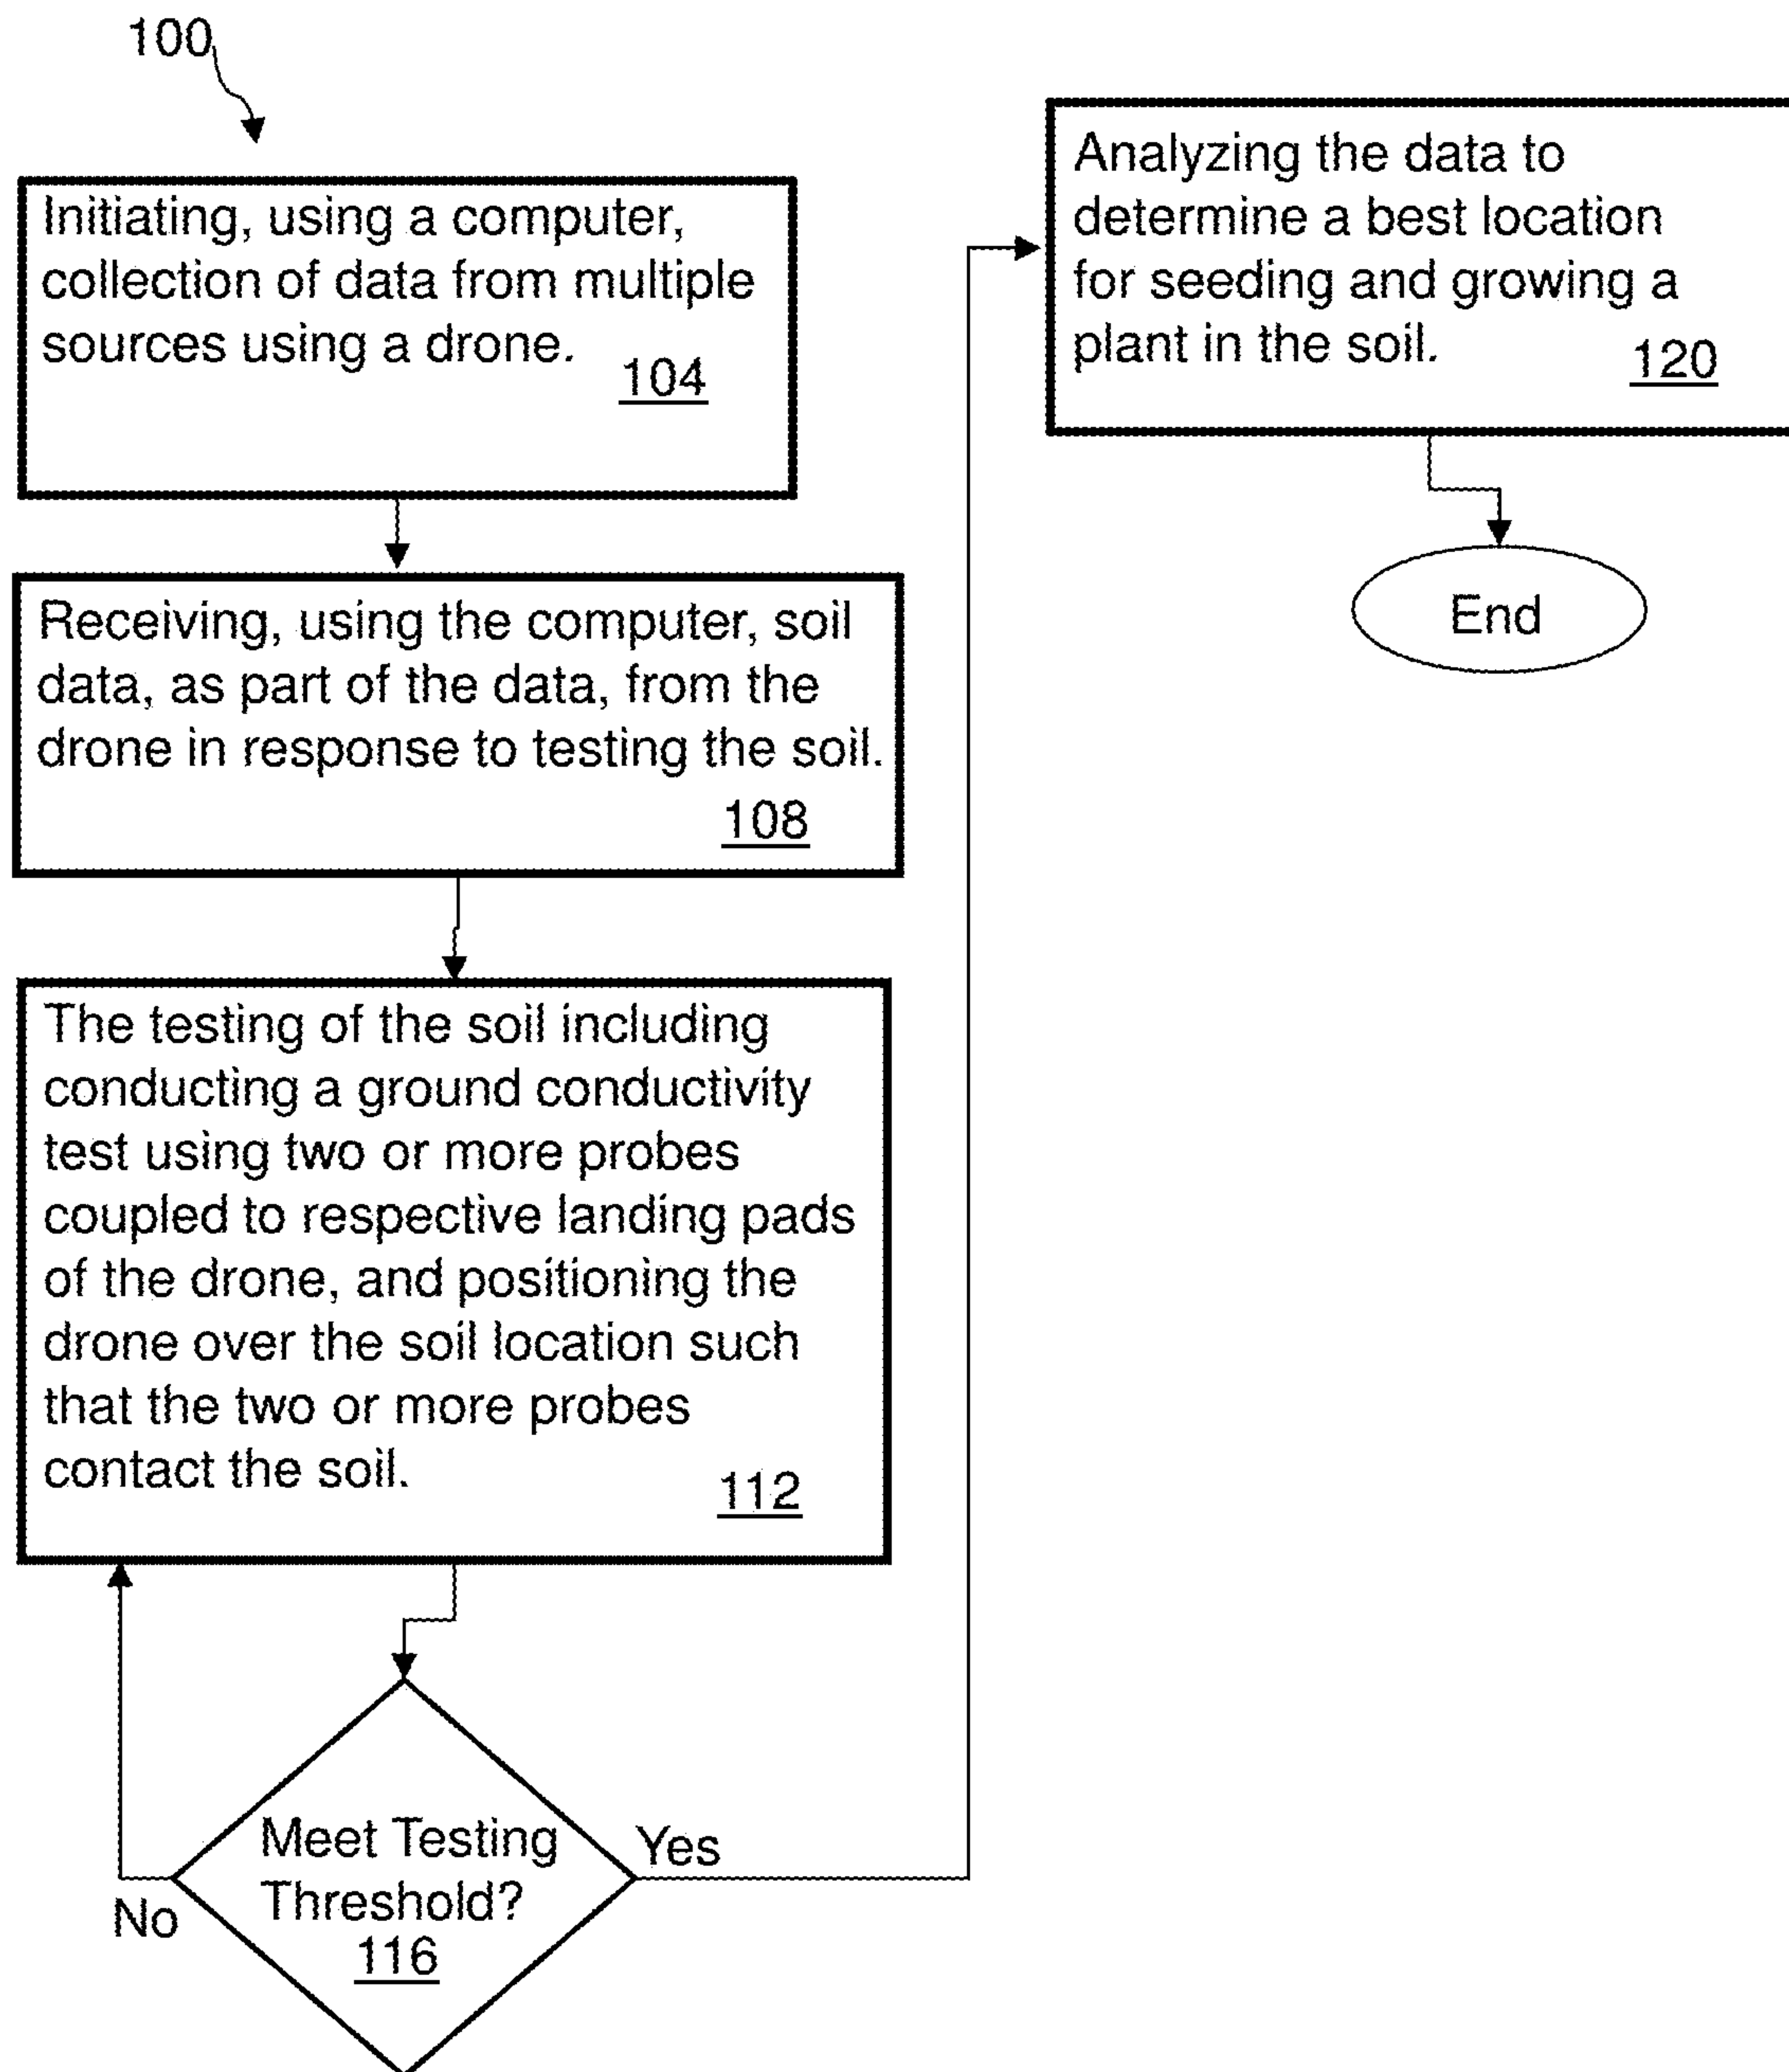 100
Initiating, using a computer,
collection of data from multiple
sources using a drone.
104
Receiving, using the computer, soil
data, as part of the data, from the
drone in response to testing the soil.
108
The testing of the soil including
conducting a ground conductivity
test using two or more probes
coupled to respective landing pads
of the drone, and positioning the
drone over the soil location such
that the two or more probes
contact the soil.
112
Meet Testing
Threshold?
116
No
Yes
Analyzing the data to
determine a best location
for seeding and growing a
plant in the soil.
120
End